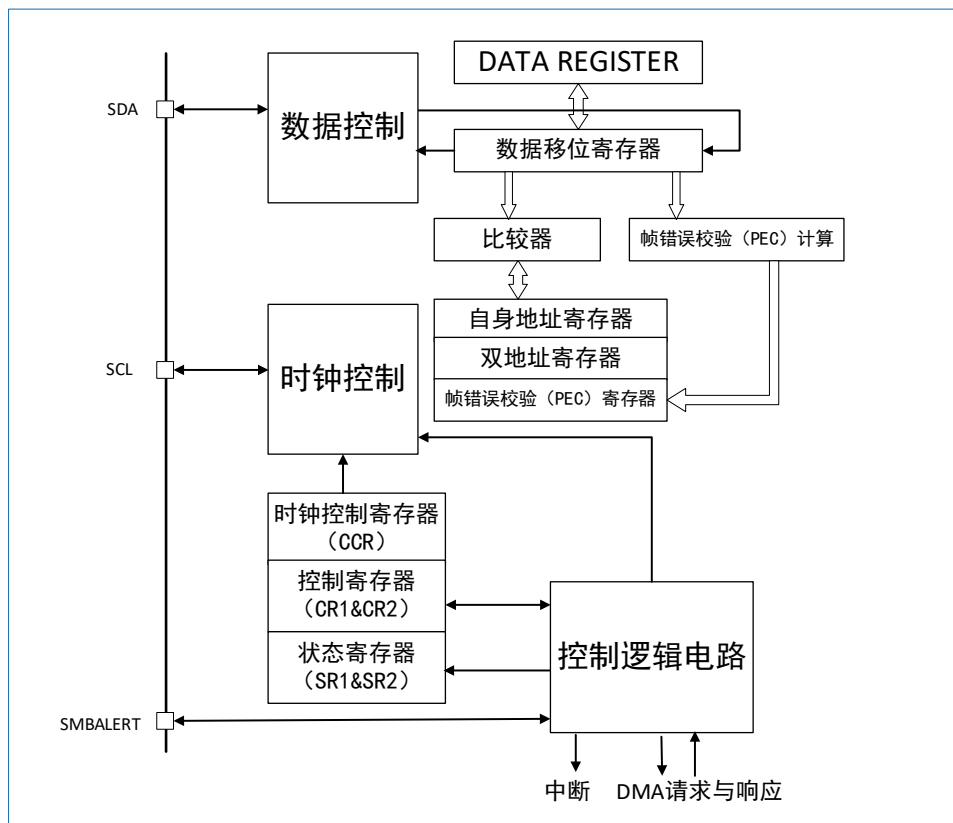 DATA REGISTER
SDA
数据控制
数据移位寄存器
比较器
帧错误校验（PEC）计算
自身地址寄存器
SCL
时钟控制
双地址寄存器
帧错误校验（PEC）寄存器
时钟控制寄存器
（CCR）
控制寄存器
（CR1&CR2）
状态寄存器
（SR1&SR2）
控制逻辑电路
SMBALERT
中断
DMA请求与响应